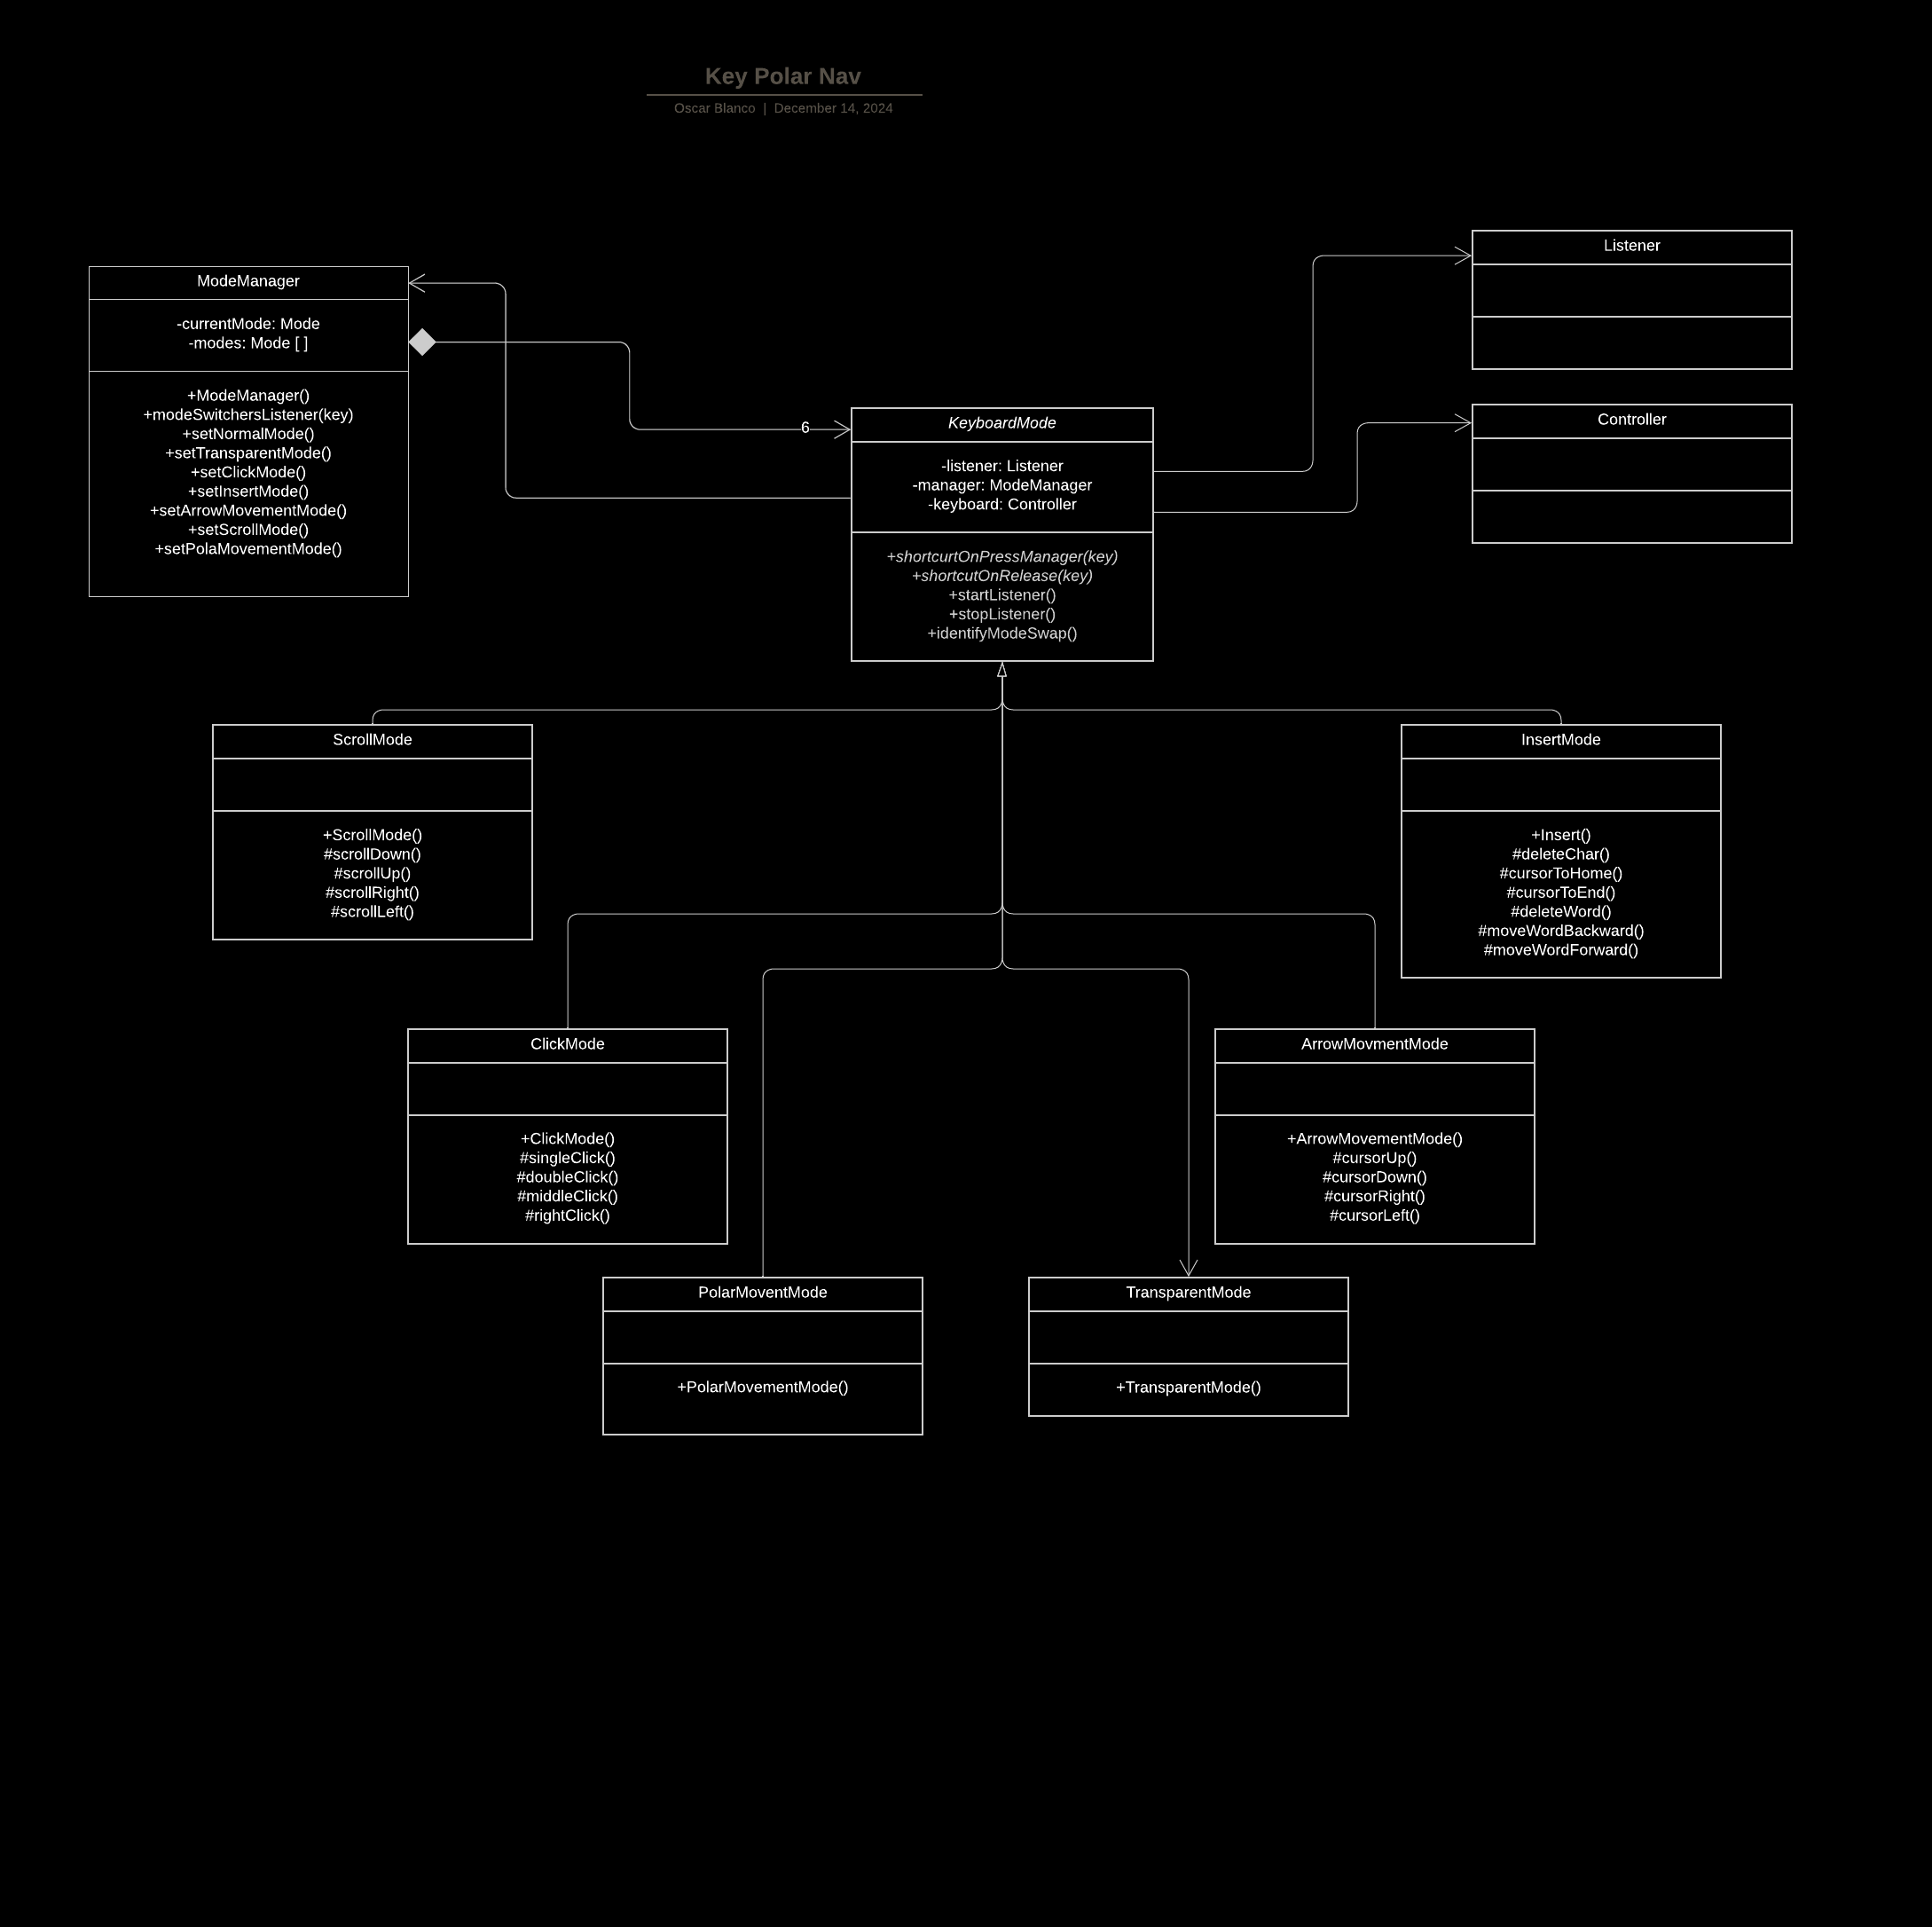 Key Polar Nav
Oscar Blanco | December 14, 2024
ModeManager
-currentMode: Mode
-modes: Mode [ ]
+ModeManager()
+modeSwitchersListener(key)
+setNormalMode()
+setTransparentMode()
+setClickMode()
+setInsertMode()
+setArrowMovementMode()
+setScrollMode()
+setPolaMovementMode()
6
KeyboardMode
-listener: Listener
-manager: ModeManager
-keyboard: Controller
+shortcurtOnPressManager(key)
+shortcutOnRelease(key)
+startListener()
+stopListener()
+identifyModeSwap()
Listener
Controller
ScrollMode
+ScrollMode()
#scrollDown()
#scrollUp()
#scrollRight()
#scrollLeft()
InsertMode
+Insert()
#deleteChar()
#cursorToHome()
#cursorToEnd()
#deleteWord()
#moveWordBackward()
#moveWordForward()
ClickMode
+ClickMode()
#singleClick()
#doubleClick()
#middleClick()
#rightClick()
ArrowMovmentMode
+ArrowMovementMode()
#cursorUp()
#cursorDown()
#cursorRight()
#cursorLeft()
PolarMoventMode
+PolarMovementMode()
TransparentMode
+TransparentMode()